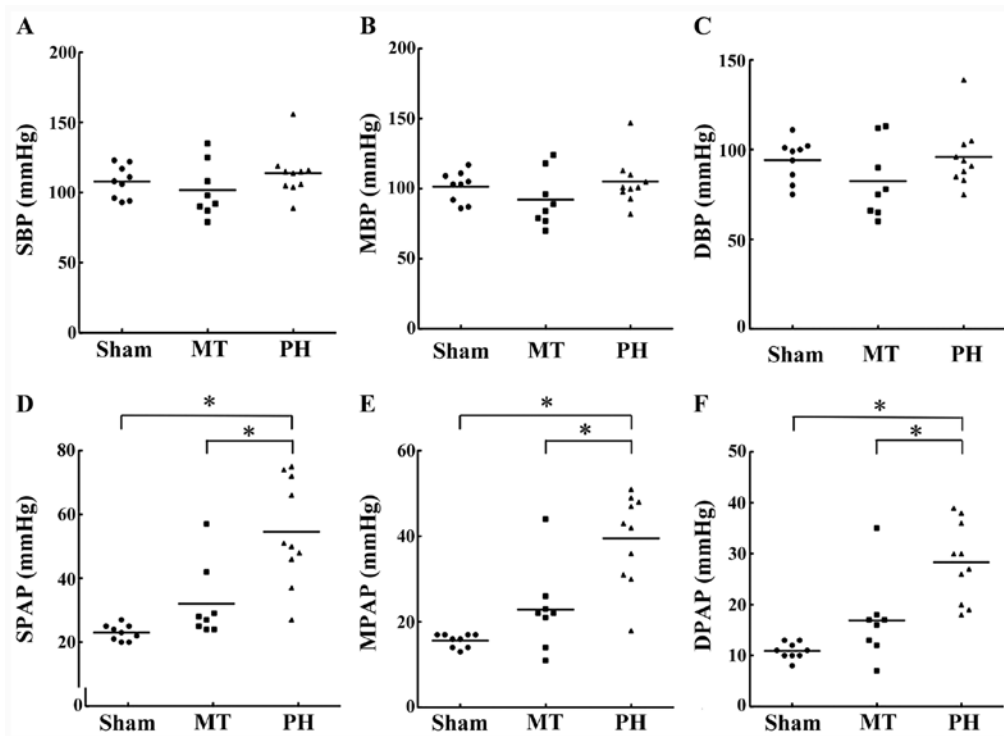 A
SBP (mmHg)
200
150
100
50
0
Sham MT PH
B
MBP (mmHg)
200
150
100
50
0
Sham MT PH
C
DBP (mmHg)
150
100
50
0
Sham MT PH
D
* 
*
SPAP (mmHg)
80
60
40
20
0
Sham MT PH
E
*
*
MPAP (mmHg)
60
40
20
0
Sham MT PH
F
*
*
DPAP (mmHg)
50
40
30
20
10
0
Sham MT PH